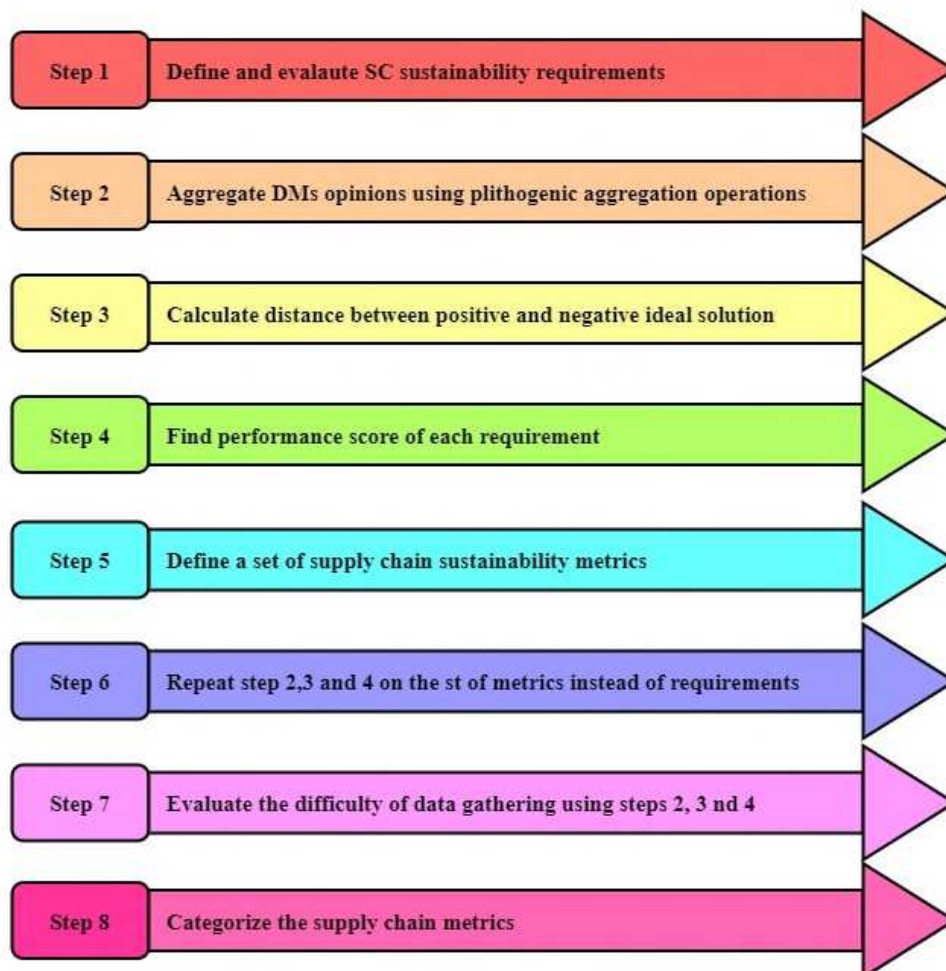 Step 1 Define and evalaute SC sustainability requirements
Step 2 Aggregate DMs opinions using plithogenic aggregation operations
Step 3 Calculate distance between positive and negative ideal solution
Step 4 Find performance score of each requirement
Step 5 Define a set of supply chain sustainability metrics
Step 6 Repeat step 2,3 and 4 on the st of metrics instead of requirements
Step 7 Evaluate the difficulty of data gathering using steps 2, 3 nd 4
Step 8 Categorize the supply chain metrics